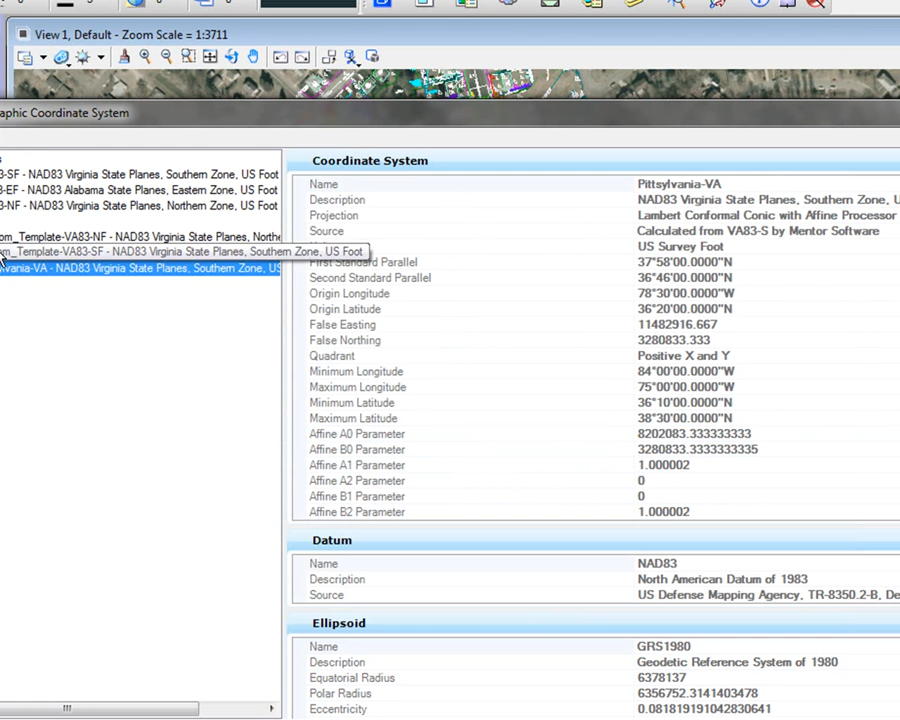 View 1, Default - Zoom Scale = 1:3711
aphic Coordinate System
3-SF - NAD83 Virginia State Planes, Southern Zone, US Foot
3-EF - NAD83 Alabama State Planes, Eastern Zone, US Foot
3-NF - NAD83 Virginia State Planes, Northern Zone, US Foot
om_Template-VA83-NF - NAD83 Virginia State Planes, Northe
om_Template-VA83-SF - NAD83 Virginia State Planes, Southern Zone, US Foot
lvania-VA - NAD83 Virginia State Planes, Southern Zone, US
Coordinate System
Name Pittsylvania-VA
Description NAD83 Virginia State Planes, Southern Zone, U
Projection Lambert Conformal Conic with Affine Processor
Source Calculated from VA83-S by Mentor Software
US Survey Foot
First Standard Parallel 37°58'00.0000"N
Second Standard Parallel 36°46'00.0000"N
Origin Longitude 78°30'00.0000"W
Origin Latitude 36°20'00.0000"N
False Easting 11482916.667
False Northing 3280833.333
Quadrant Positive X and Y
Minimum Longitude 84°00'00.0000"W
Maximum Longitude 75°00'00.0000"W
Minimum Latitude 36°10'00.0000"N
Maximum Latitude 38°30'00.0000"N
Affine A0 Parameter 8202083.333333333
Affine B0 Parameter 3280833.3333333335
Affine A1 Parameter 1.000002
Affine A2 Parameter 0
Affine B1 Parameter 0
Affine B2 Parameter 1.000002
Datum
Name NAD83
Description North American Datum of 1983
Source US Defense Mapping Agency, TR-8350.2-B, De
Ellipsoid
Name GRS1980
Description Geodetic Reference System of 1980
Equatorial Radius 6378137
Polar Radius 6356752.3141403478
Eccentricity 0.081819191042830641